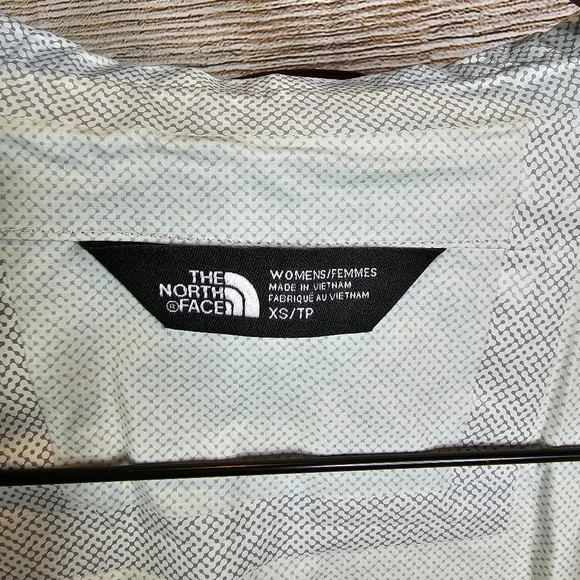 THE
NORTH
®FACE
WOMENS/FEMMES
MADE IN VIETNAM
FABRIQUÉ AU VIETNAM
XS/TP